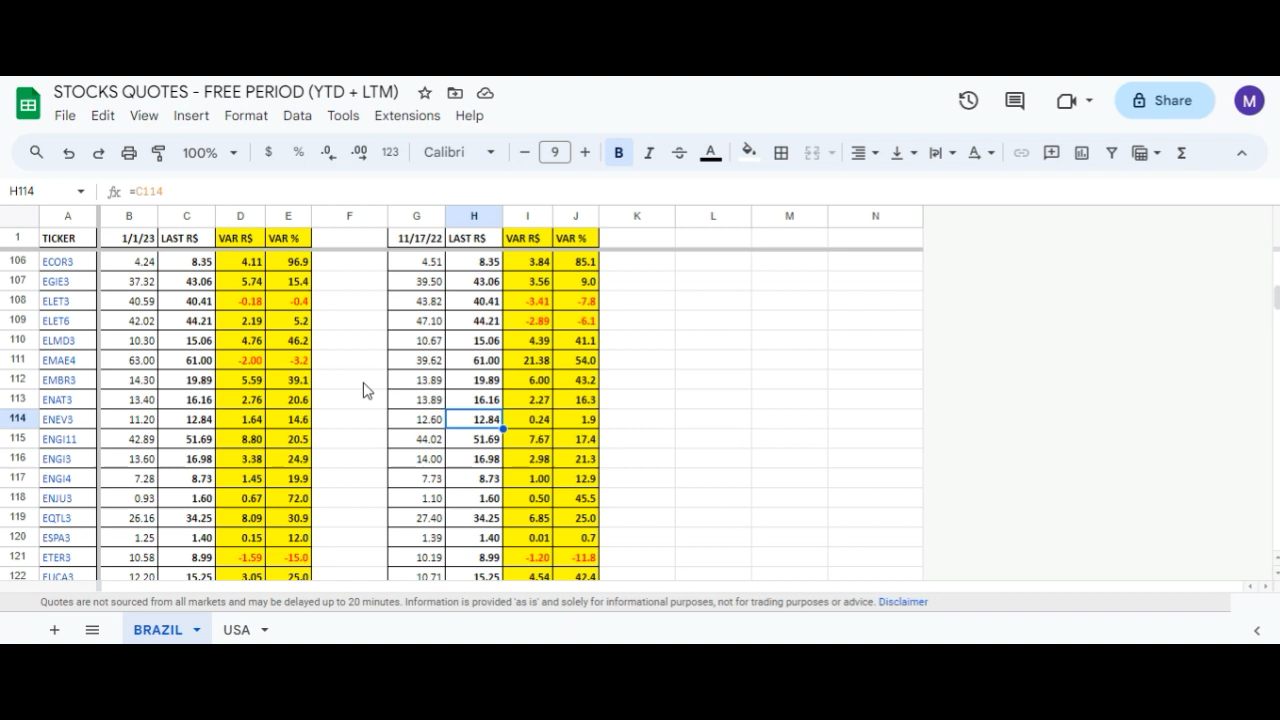 STOCKS QUOTES - FREE PERIOD (YTD + LTM)
File Edit View Insert Format Data Tools Extensions Help
Share
M
100% $ % .0 .00 123 Calibri 9 B I A
H114 fx =C114
A B C D E F G H I J K L M N
1 TICKER 1/1/23 LAST R$ VAR R$ VAR % 11/17/22 LAST R$ VAR R$ VAR %
106 ECOR3 4.24 8.35 4.11 96.9 4.51 8.35 3.84 85.1
107 EGIE3 37.32 43.06 5.74 15.4 39.50 43.06 3.56 9.0
108 ELET3 40.59 40.41 -0.18 -0.4 43.82 40.41 -3.41 -7.8
109 ELET6 42.02 44.21 2.19 5.2 47.10 44.21 -2.89 -6.1
110 ELMD3 10.30 15.06 4.76 46.2 10.67 15.06 4.39 41.1
111 EMAE4 63.00 61.00 -2.00 -3.2 39.62 61.00 21.38 54.0
112 EMBR3 14.30 19.89 5.59 39.1 13.89 19.89 6.00 43.2
113 ENAT3 13.40 16.16 2.76 20.6 13.89 16.16 2.27 16.3
114 ENEV3 11.20 12.84 1.64 14.6 12.60 12.84 0.24 1.9
115 ENGI11 42.89 51.69 8.80 20.5 44.02 51.69 7.67 17.4
116 ENGI3 13.60 16.98 3.38 24.9 14.00 16.98 2.98 21.3
117 ENGI4 7.28 8.73 1.45 19.9 7.73 8.73 1.00 12.9
118 ENJU3 0.93 1.60 0.67 72.0 1.10 1.60 0.50 45.5
119 EQTL3 26.16 34.25 8.09 30.9 27.40 34.25 6.85 25.0
120 ESPA3 1.25 1.40 0.15 12.0 1.39 1.40 0.01 0.7
121 ETER3 10.58 8.99 -1.59 -15.0 10.19 8.99 -1.20 -11.8
122 EUCA3 12.20 15.25 3.05 25.0 10.71 15.25 4.54 42.4
Quotes are not sourced from all markets and may be delayed up to 20 minutes. Information is provided 'as is' and solely for informational purposes, not for trading purposes or advice. Disclaimer
BRAZIL USA